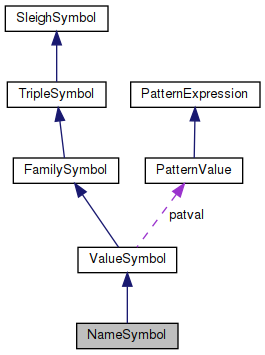 SleighSymbol
TripleSymbol
PatternExpression
FamilySymbol
PatternValue
patval
ValueSymbol
NameSymbol